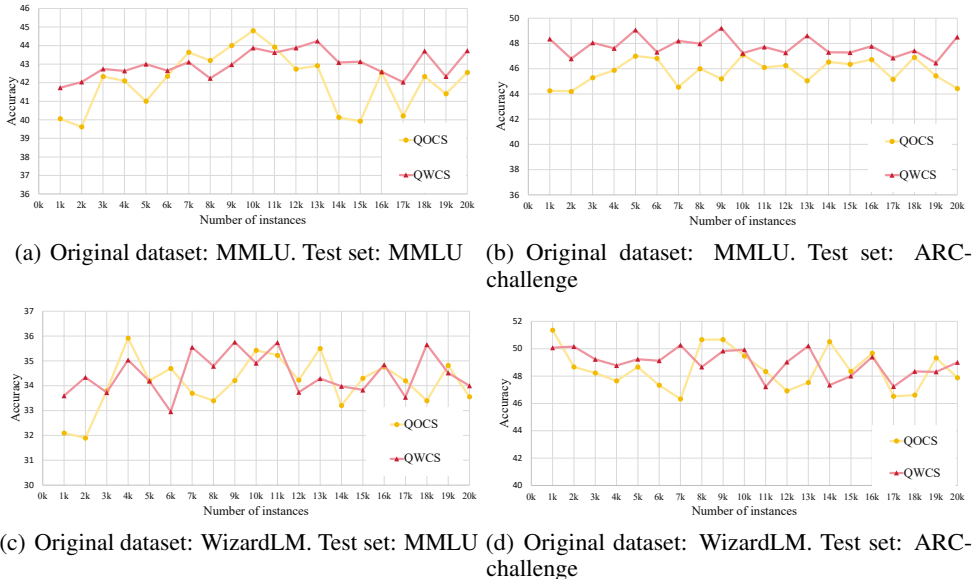 46
45
44
43
42
41
40
39
38
37
36
Accuracy
QOCS
QWCS
0k 1k 2k 3k 4k 5k 6k 7k 8k 9k 10k 11k 12k 13k 14k 15k 16k 17k 18k 19k 20k
Number of instances
(a) Original dataset: MMLU. Test set: MMLU
50
48
46
44
42
40
38
36
Accuracy
QOCS
QWCS
0k 1k 2k 3k 4k 5k 6k 7k 8k 9k 10k 11k 12k 13k 14k 15k 16k 17k 18k 19k 20k
Number of instances
(b) Original dataset: MMLU. Test set: ARC-
challenge
37
36
35
34
33
32
31
30
Accuracy
QOCS
QWCS
0k 1k 2k 3k 4k 5k 6k 7k 8k 9k 10k 11k 12k 13k 14k 15k 16k 17k 18k 19k 20k
Number of instances
(c) Original dataset: WizardLM. Test set: MMLU
52
50
48
46
44
42
40
Accuracy
QOCS
QWCS
0k 1k 2k 3k 4k 5k 6k 7k 8k 9k 10k 11k 12k 13k 14k 15k 16k 17k 18k 19k 20k
Number of instances
(d) Original dataset: WizardLM. Test set: ARC-
challenge